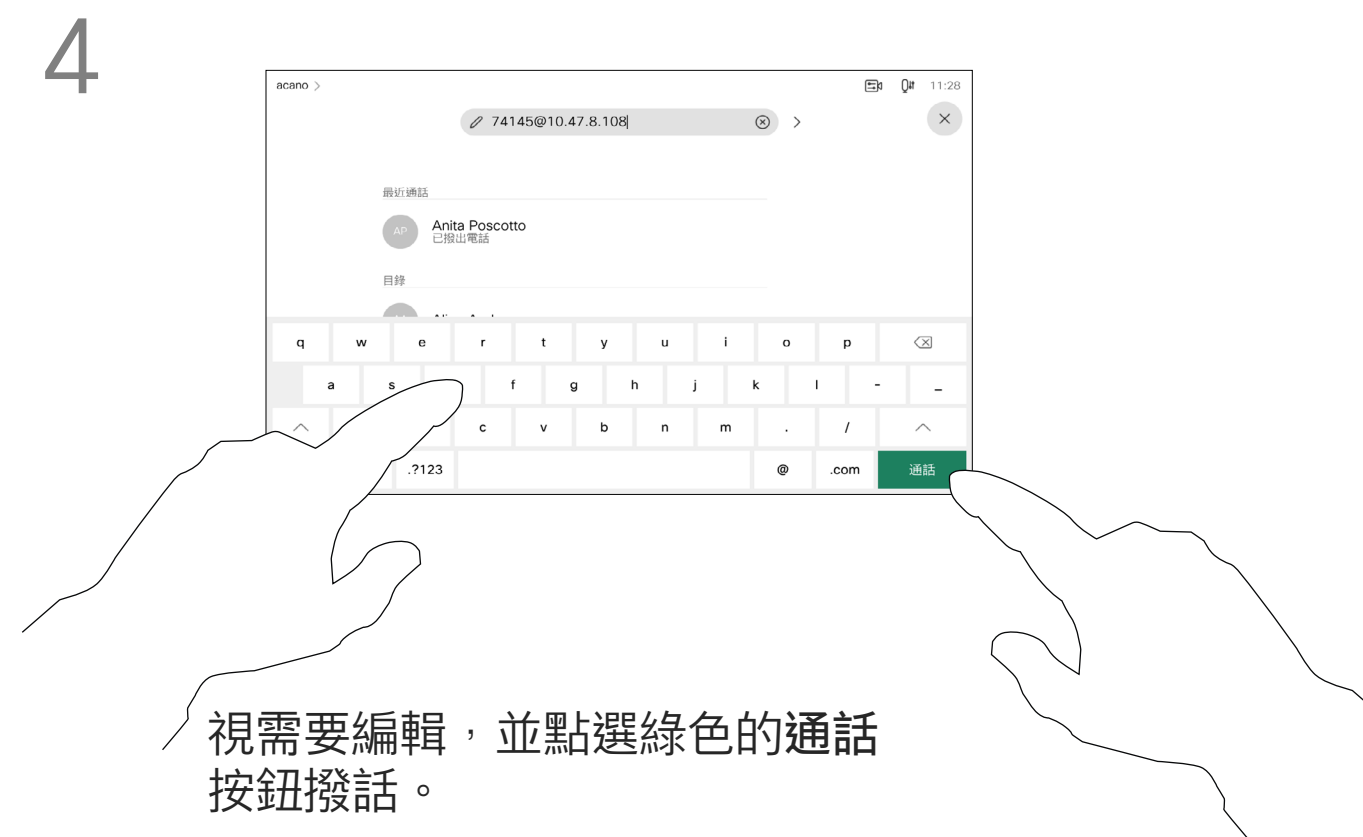 4
acano > 11:28
74145@10.47.8.108
最近通話
AP Anita Poscotto
已撥出電話
目錄
q w e r t y u i o p
a s f g h j k l - _
c v b n m . /
.?123 @ .com 通話
視需要編輯，並點選綠色的通話
按鈕撥話。